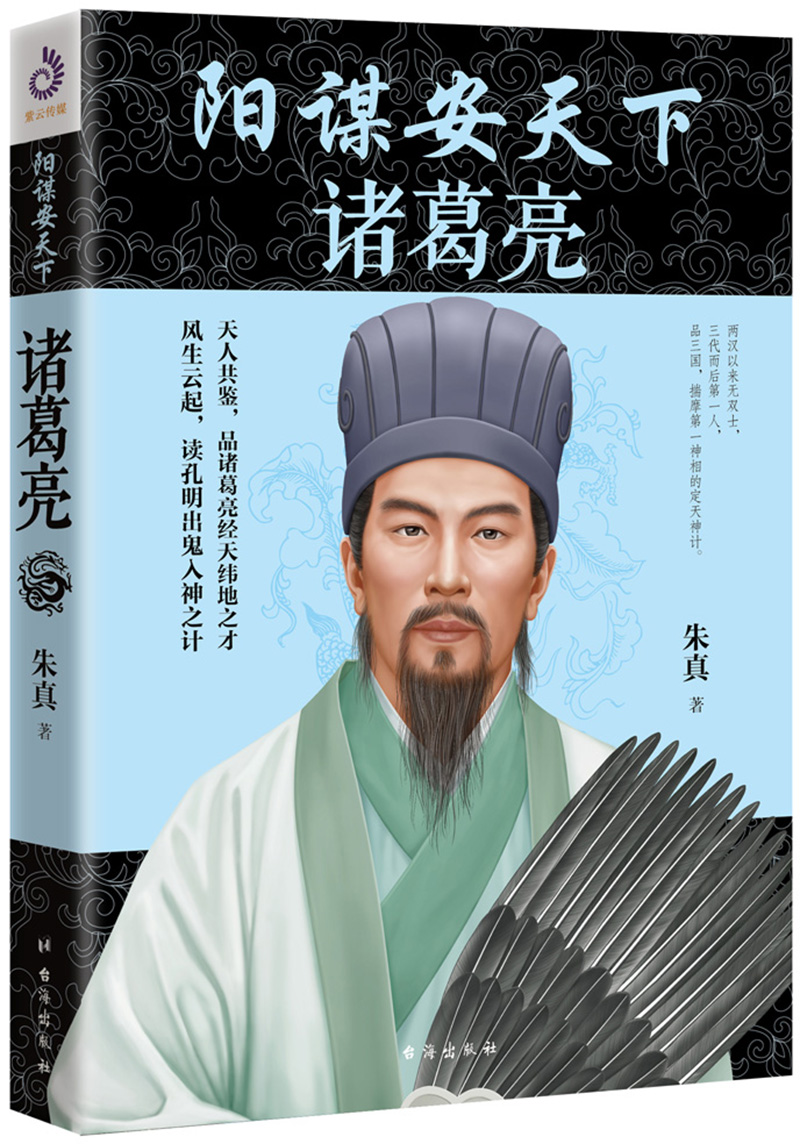 紫云传媒
阳谋安天下
诸葛亮
朱真 著
台海出版社
阳谋安天下
诸葛亮
两汉以来无双士，
三代而后第一人，
品三国，揣摩第一神相的定天神计。
天人共鉴，品诸葛亮经天纬地之才
风生云起，读孔明出鬼入神之计
朱真 著
台海出版社